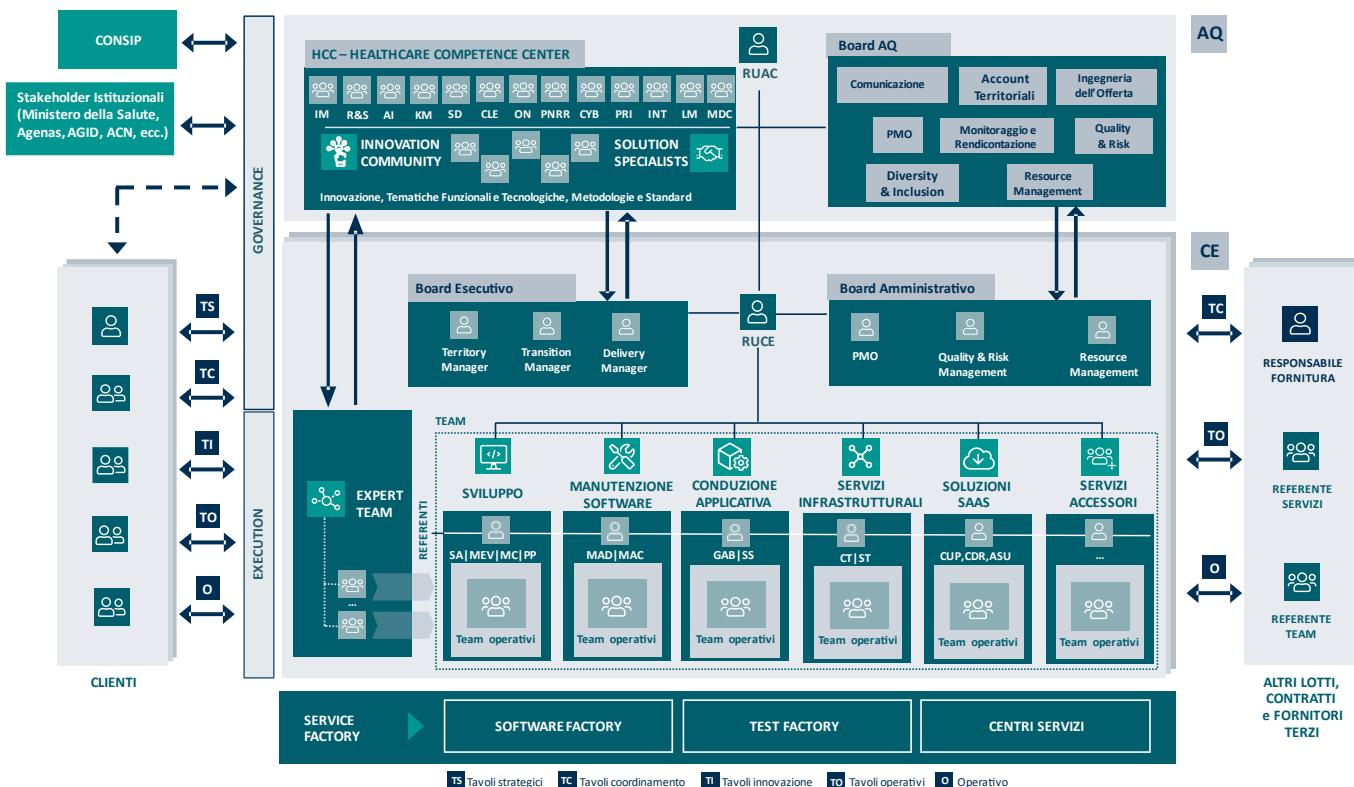 CONSIP
Stakeholder Istituzionali
(Ministero della Salute,
Agenas, AGID, ACN, ecc.)
GOVERNANCE
EXECUTION
AQ
HCC – HEALTHCARE COMPETENCE CENTER
IM R&S AI KM SD CLE ON PNRR CYB PRI INT LM MDC
INNOVATION
COMMUNITY
SOLUTION
SPECIALISTS
Innovazione, Tematiche Funzionali e Tecnologiche, Metodologie e Standard
RUAC
Board AQ
Comunicazione
Account
Territoriali
Ingegneria
dell'Offerta
PMO
Monitoraggio e
Rendicontazione
Quality
& Risk
Diversity
& Inclusion
Resource
Management
CE
Board Esecutivo
Territory
Manager
Transition
Manager
Delivery
Manager
RUCE
Board Amministrativo
PMO
Quality & Risk
Management
Resource
Management
TS
TC
TI
TO
O
CLIENTI
EXPERT
TEAM
...
REFERENTI
TEAM
SVILUPPO
MANUTENZIONE
SOFTWARE
CONDUZIONE
APPLICATIVA
SERVIZI
INFRASTRUTTURALI
SOLUZIONI
SAAS
SERVIZI
ACCESSORI
SA|MEV|MC|PP
MAD|MAC
GAB|SS
CT|ST
CUP,CDR,ASU
...
Team operativi
Team operativi
Team operativi
Team operativi
Team operativi
Team operativi
TC
TO
O
RESPONSABILE
FORNITURA
REFERENTE
SERVIZI
REFERENTE
TEAM
ALTRI LOTTI,
CONTRATTI
e FORNITORI
TERZI
SERVICE
FACTORY
SOFTWARE FACTORY
TEST FACTORY
CENTRI SERVIZI
TS Tavoli strategici TC Tavoli coordinamento TI Tavoli innovazione TO Tavoli operativi O Operativo